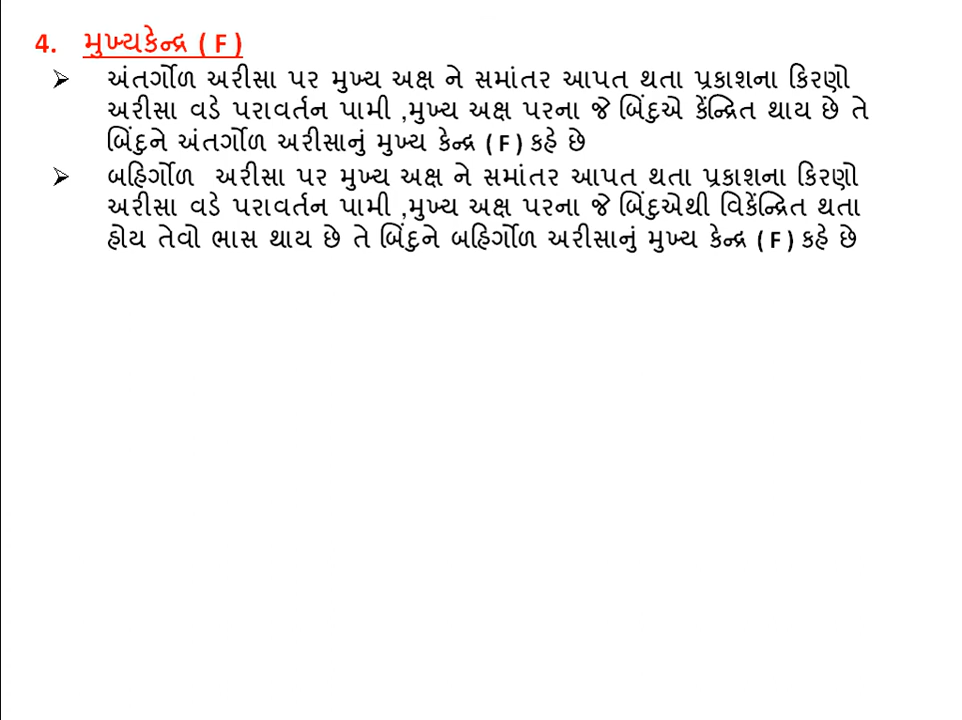 4. મુખ્યકેન્દ્ર ( F )
➢ અંતર્ગોળ અરીસા પર મુખ્ય અક્ષ ને સમાંતર આપત થતા પ્રકાશના કિરણો
અરીસા વડે પરાવર્તન પામી ,મુખ્ય અક્ષ પરના જે બિંદુએ કેંન્દ્રિત થાય છે તે
બિંદુને અંતર્ગોળ અરીસાનું મુખ્ય કેન્દ્ર ( F ) કહે છે
➢ બહિર્ગોળ અરીસા પર મુખ્ય અક્ષ ને સમાંતર આપત થતા પ્રકાશના કિરણો
અરીસા વડે પરાવર્તન પામી ,મુખ્ય અક્ષ પરના જે બિંદુએથી વિકેંન્દ્રિત થતા
હોય તેવો ભાસ થાય છે તે બિંદુને બહિર્ગોળ અરીસાનું મુખ્ય કેન્દ્ર ( F ) કહે છે